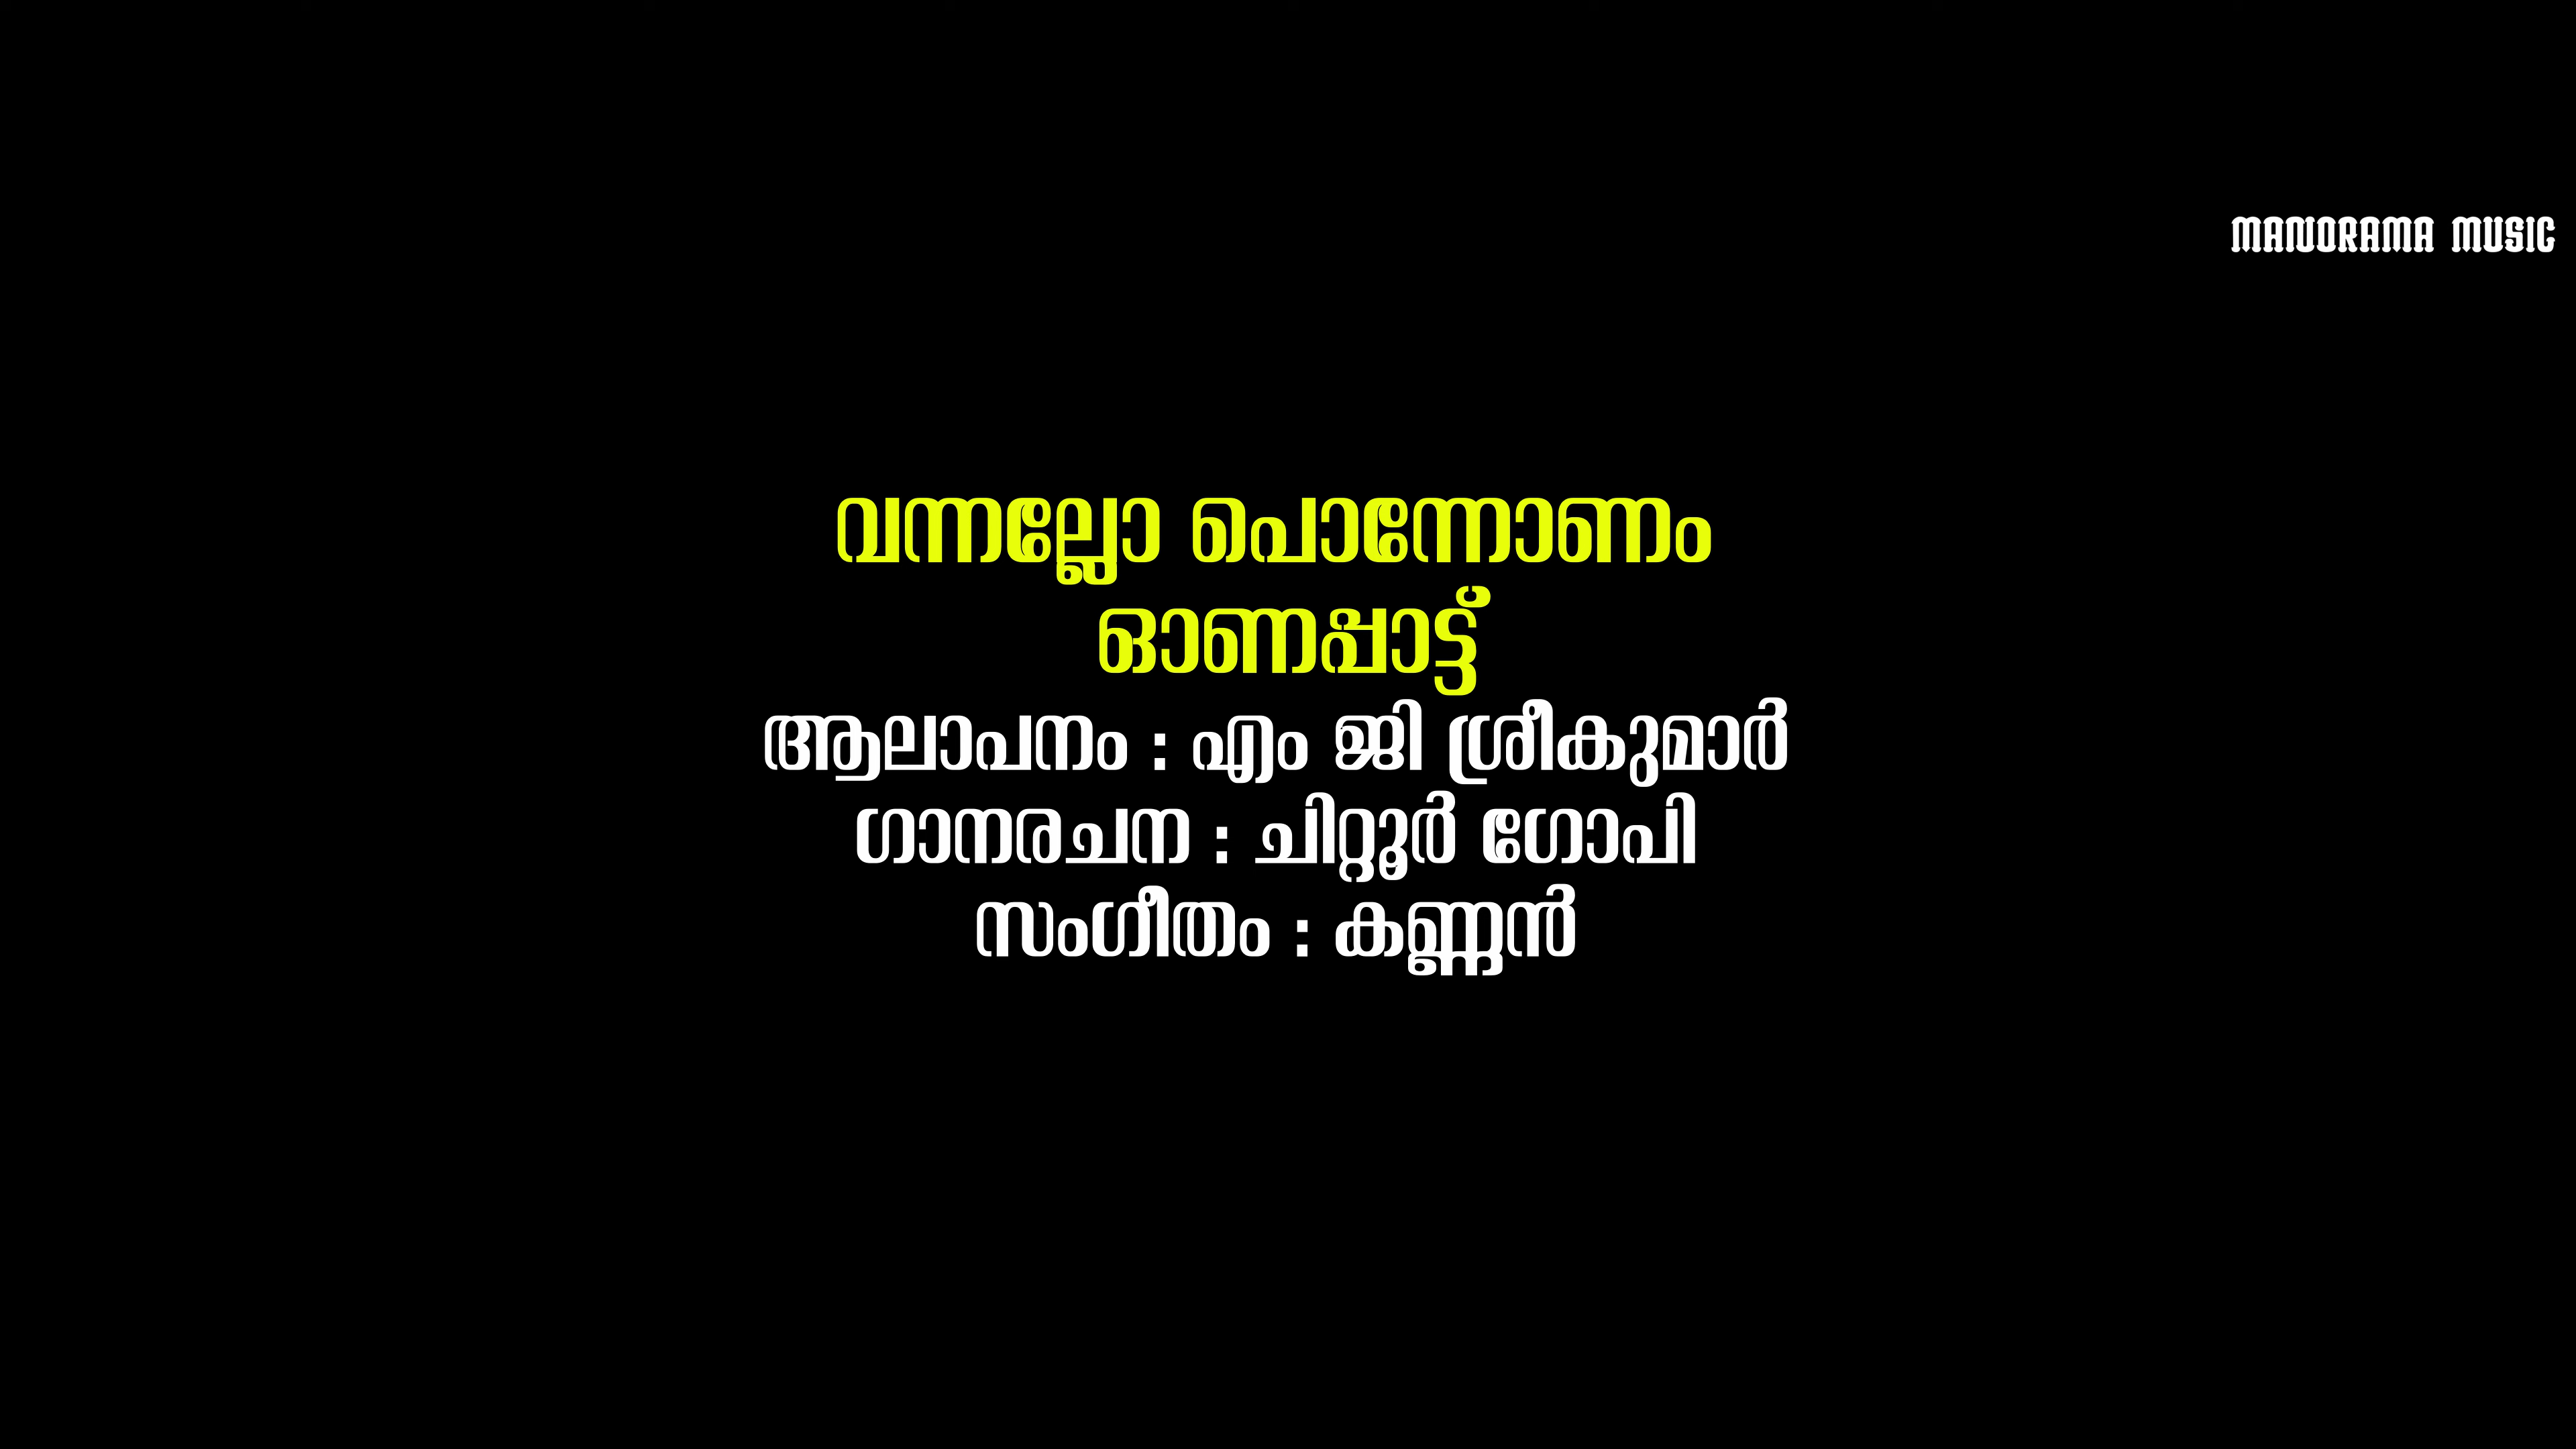 MANORAMA MUSIC
വന്നല്ലോ പൊന്നോണം
ഓണപ്പാട്ട്
ആലാപനം : എം ജി ശ്രീകുമാർ
ഗാനരചന : ചിറ്റൂർ ഗോപി
സംഗീതം : കണ്ണൻ